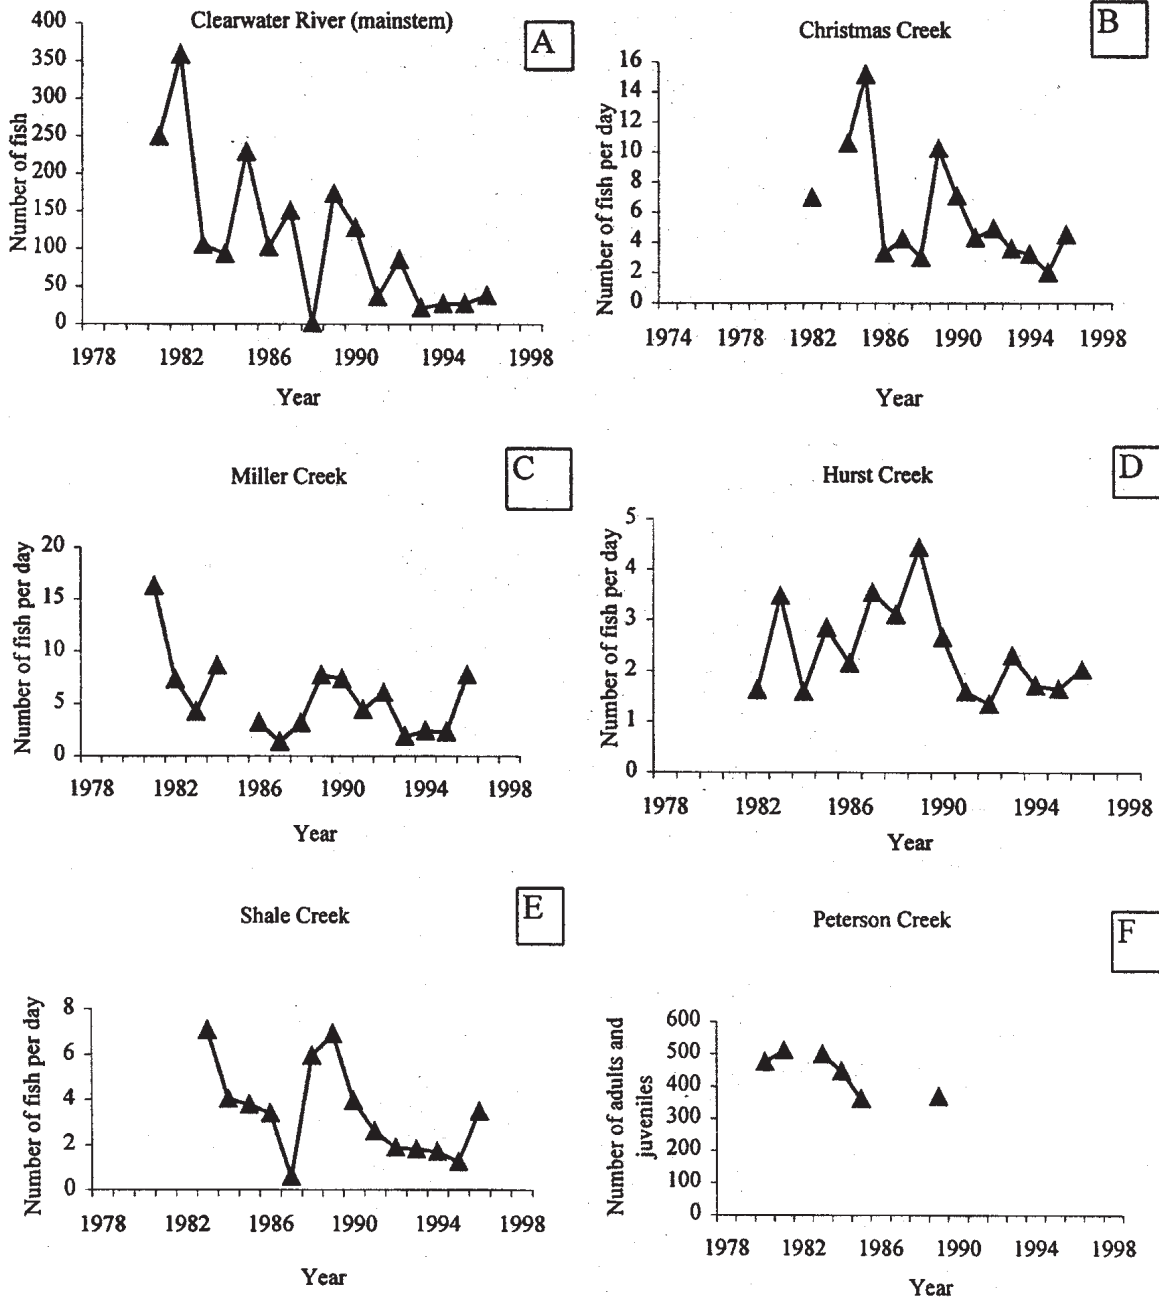 Clearwater River (mainstem)
A
Number of fish
400
350
300
250
200
150
100
50
0
1978 1982 1986 1990 1994 1998
Year
Christmas Creek
B
Number of fish per day
16
14
12
10
8
6
4
2
0
1974 1978 1982 1986 1990 1994 1998
Year
Miller Creek
C
Number of fish per day
20
15
10
5
0
1978 1982 1986 1990 1994 1998
Year
Hurst Creek
D
Number of fish per day
5
4
3
2
1
0
1978 1982 1986 1990 1994 1998
Year
Shale Creek
E
Number of fish per day
8
6
4
2
0
1978 1982 1986 1990 1994 1998
Year
Peterson Creek
F
Number of adults and
juveniles
600
500
400
300
200
100
0
1978 1982 1986 1990 1994 1998
Year